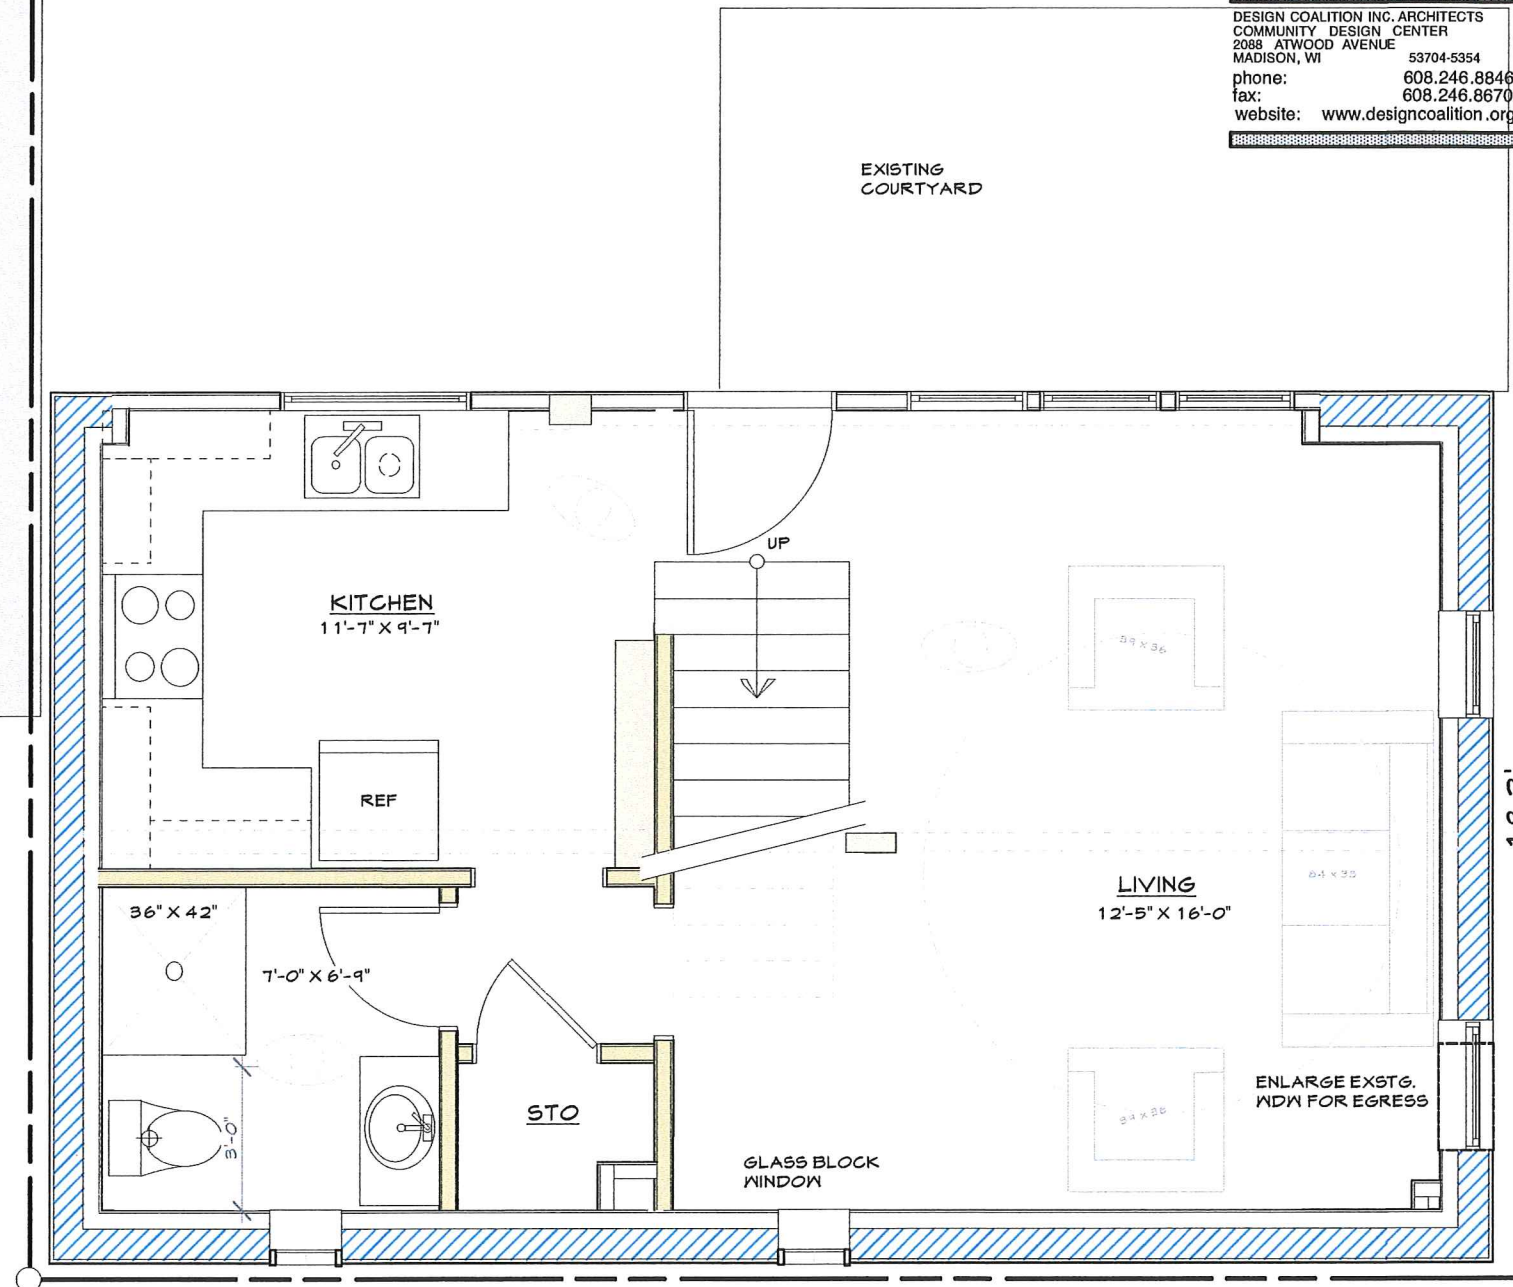 DESIGN COALITION INC. ARCHITECTS
COMMUNITY DESIGN CENTER
2088 ATWOOD AVENUE
MADISON, WI 53704-5354
phone: 608.246.8846
fax: 608.246.8670
website: www.designcoalition.org
EXISTING
COURTYARD
UP
KITCHEN
11'-7" X 9'-7"
REF
36" X 42"
7'-0" X 6'-9"
3'-0"
STO
GLASS BLOCK
WINDOW
LIVING
12'-5" X 16'-0"
ENLARGE EXSTG.
WDW FOR EGRESS